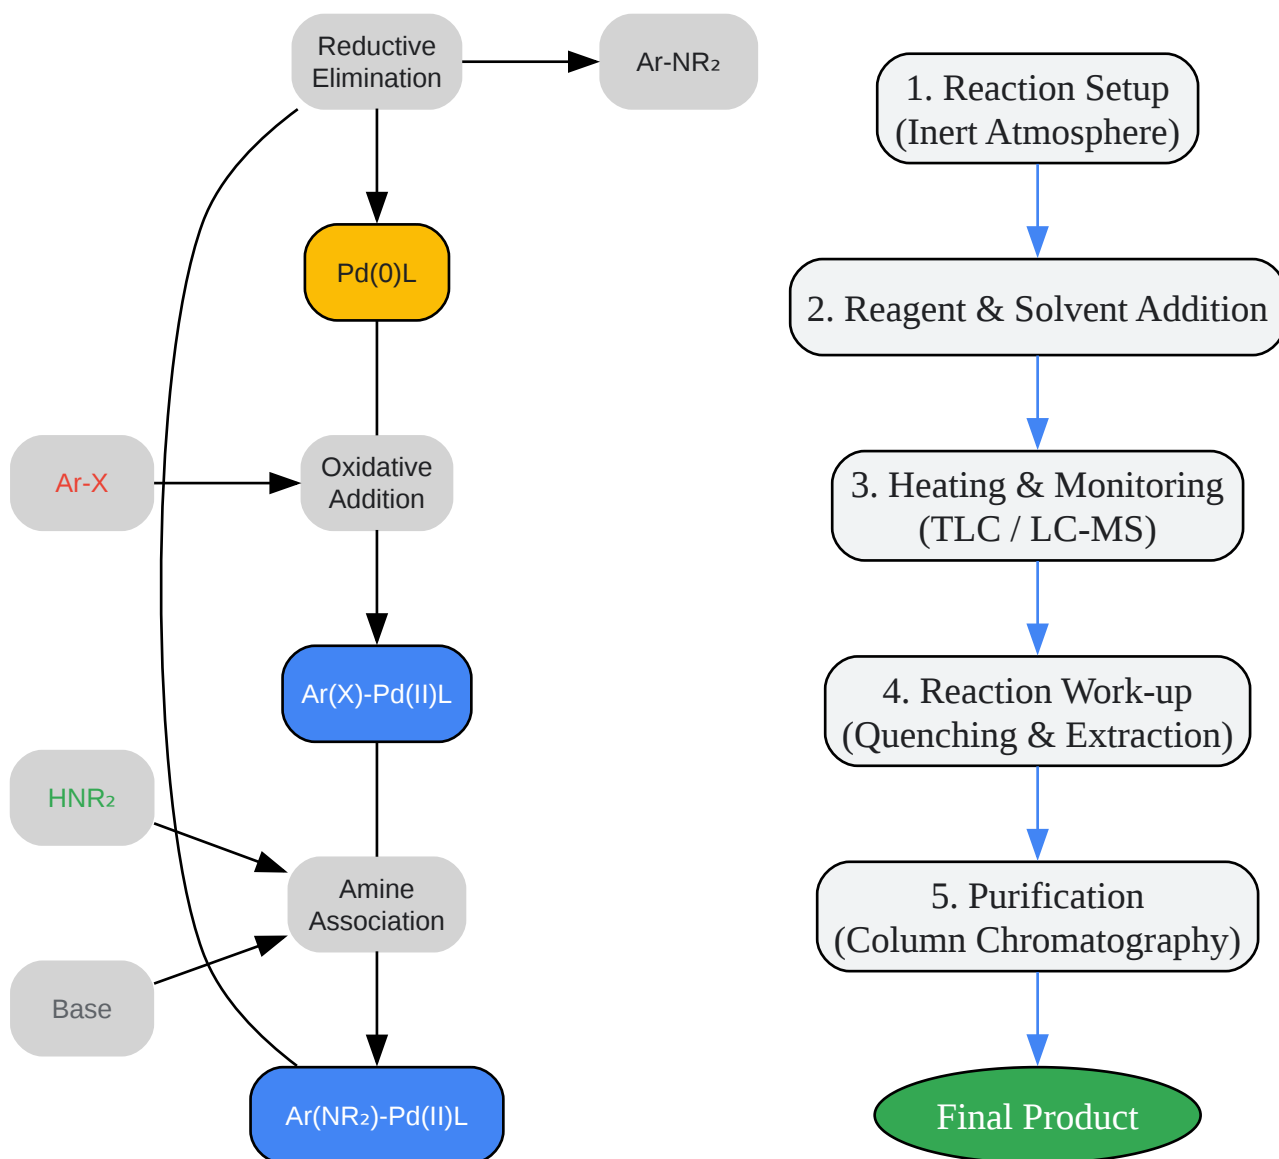 Reductive
Elimination
Ar-NR₂
Pd(0)L
Ar-X
Oxidative
Addition
Ar(X)-Pd(II)L
HNR₂
Amine
Association
Base
Ar(NR₂)-Pd(II)L
1. Reaction Setup
(Inert Atmosphere)
2. Reagent & Solvent Addition
3. Heating & Monitoring
(TLC / LC-MS)
4. Reaction Work-up
(Quenching & Extraction)
5. Purification
(Column Chromatography)
Final Product